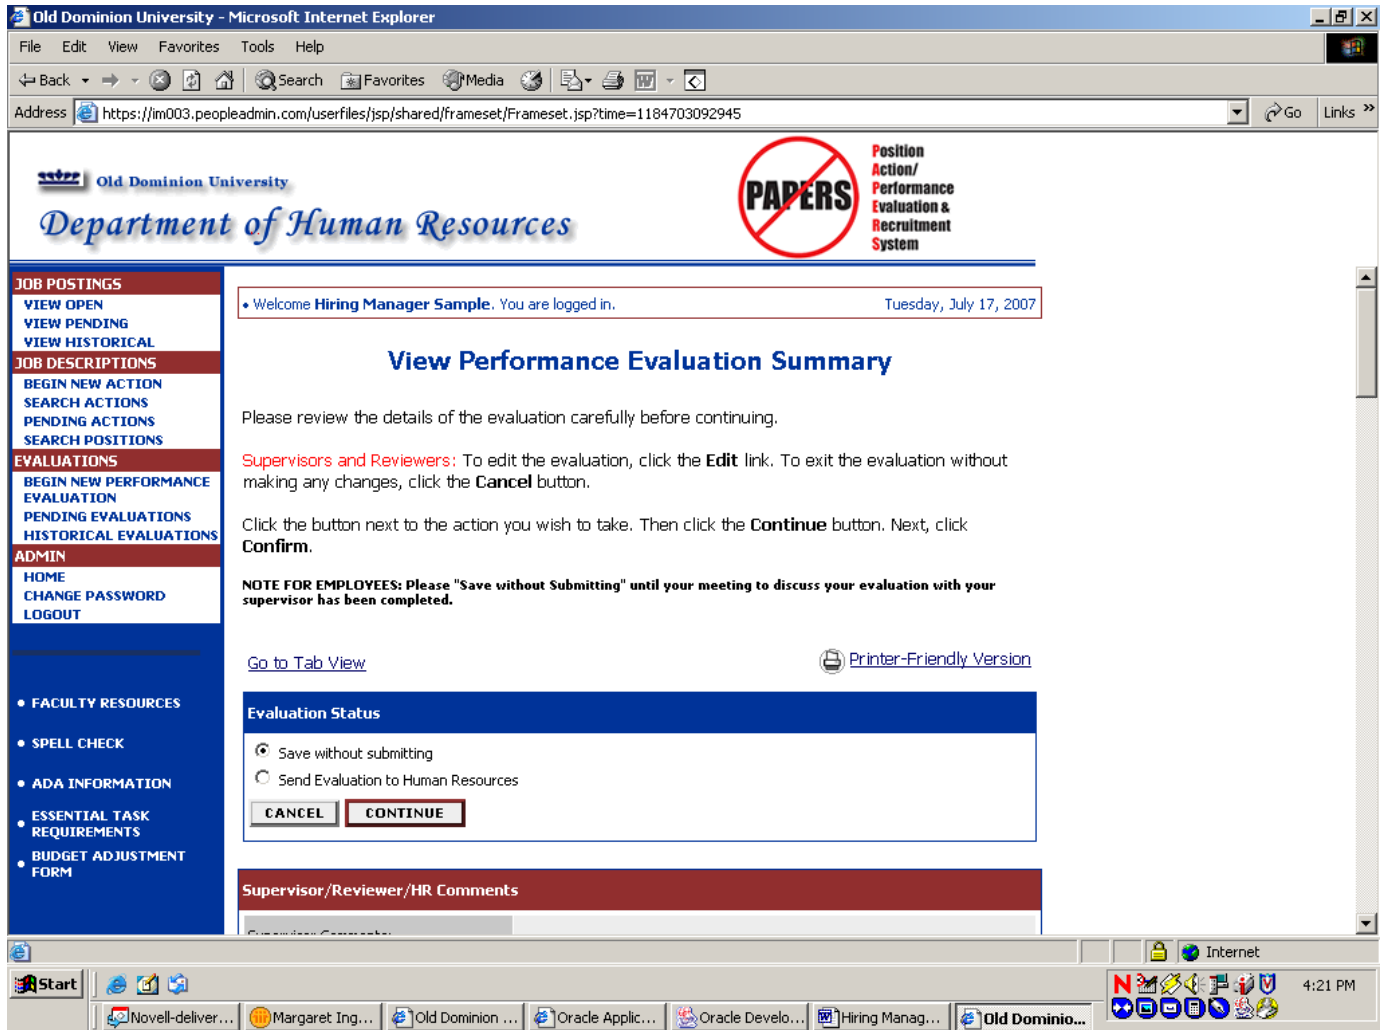 Old Dominion University - Microsoft Internet Explorer
File Edit View Favorites Tools Help
Back Search Favorites Media
Address https://im003.peopleadmin.com/userfiles/jsp/shared/frameset/Frameset.jsp?time=1184703092945 Go Links »
Old Dominion University
Department of Human Resources
PAPERS
Position
Action/
Performance
Evaluation &
Recruitment
System
JOB POSTINGS
VIEW OPEN
VIEW PENDING
VIEW HISTORICAL
JOB DESCRIPTIONS
BEGIN NEW ACTION
SEARCH ACTIONS
PENDING ACTIONS
SEARCH POSITIONS
EVALUATIONS
BEGIN NEW PERFORMANCE
EVALUATION
PENDING EVALUATIONS
HISTORICAL EVALUATIONS
ADMIN
HOME
CHANGE PASSWORD
LOGOUT
• FACULTY RESOURCES
• SPELL CHECK
• ADA INFORMATION
• ESSENTIAL TASK
REQUIREMENTS
• BUDGET ADJUSTMENT
FORM
• Welcome Hiring Manager Sample. You are logged in. Tuesday, July 17, 2007
View Performance Evaluation Summary
Please review the details of the evaluation carefully before continuing.
Supervisors and Reviewers: To edit the evaluation, click the Edit link. To exit the evaluation without
making any changes, click the Cancel button.
Click the button next to the action you wish to take. Then click the Continue button. Next, click
Confirm.
NOTE FOR EMPLOYEES: Please "Save without Submitting" until your meeting to discuss your evaluation with your
supervisor has been completed.
Go to Tab View Printer-Friendly Version
Evaluation Status
Save without submitting
Send Evaluation to Human Resources
CANCEL CONTINUE
Supervisor/Reviewer/HR Comments
Supervisor Comments:
Internet
Start 4:21 PM
Novell-deliver... Margaret Ing... Old Dominion ... Oracle Applic... Oracle Develo... Hiring Manag... Old Dominio...